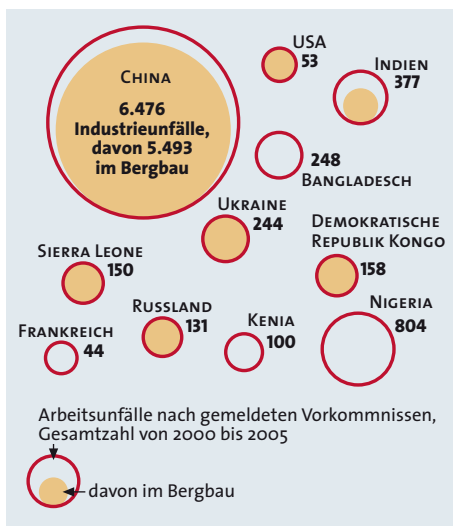 USA
53
INDIEN
377
CHINA
6.476
Industrieunfälle,
davon 5.493
im Bergbau
248
BANGLADESCH
UKRAINE
244
DEMOKRATISCHE
REPUBLIK KONGO
158
SIERRA LEONE
150
RUSSLAND
131
KENIA
100
NIGERIA
804
FRANKREICH
44
Arbeitsunfälle nach gemeldeten Vorkommnissen,
Gesamtzahl von 2000 bis 2005
davon im Bergbau